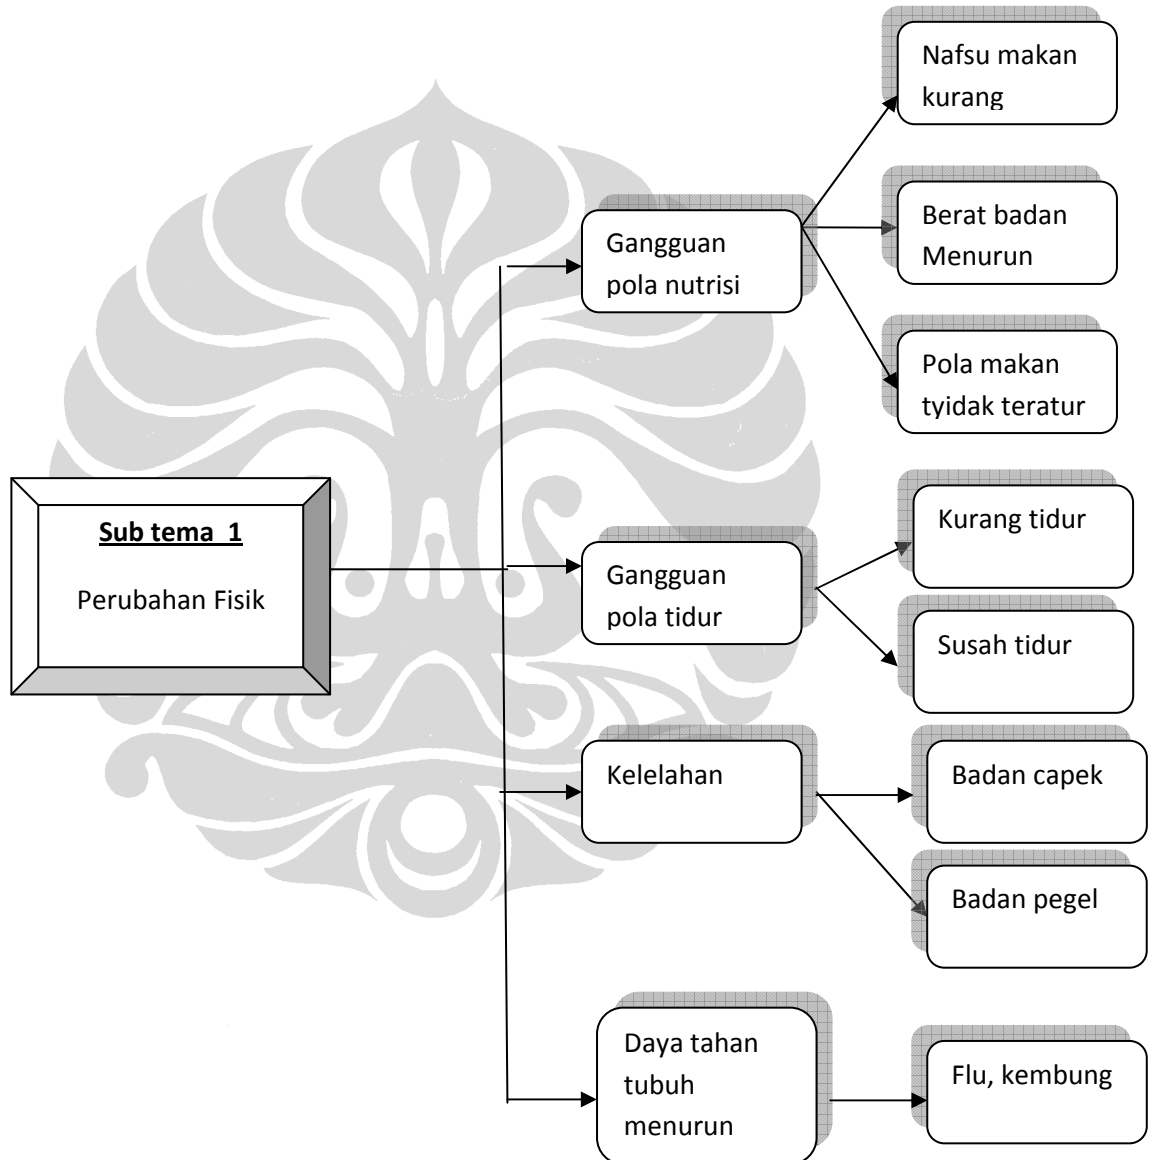 Nafsu makan
kurang
Berat badan
Menurun
Gangguan
pola nutrisi
Pola makan
tyidak teratur
Sub tema  1
Perubahan Fisik
Kurang tidur
Gangguan
pola tidur
Susah tidur
Kelelahan
Badan capek
Badan pegel
Daya tahan
tubuh
menurun
Flu, kembung